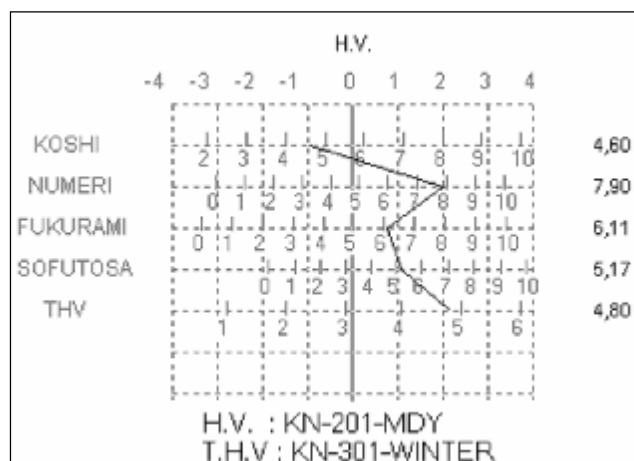 H.V.
-4 -3 -2 -1 0 1 2 3 4
KOSHI 2 3 4 5 6 7 8 9 10 4,60
NUMERI 0 1 2 3 4 5 6 7 8 9 10 7,90
FUKURAMI 0 1 2 3 4 5 6 7 8 9 10 6,11
SOFUTOSA 0 1 2 3 4 5 6 7 8 9 10 5,17
THV 1 2 3 4 5 6 4,80
H.V. : KN-201-MDY
T.H.V : KN-301-WINTER